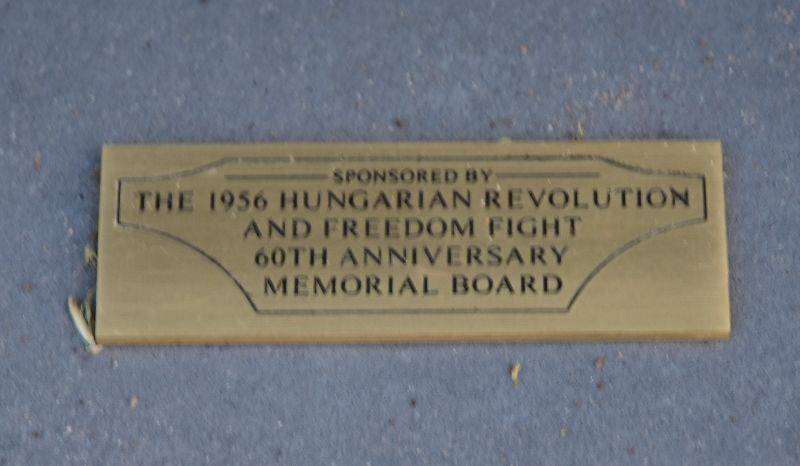 SPONSORED BY
THE 1956 HUNGARIAN REVOLUTION
AND FREEDOM FIGHT
60TH ANNIVERSARY
MEMORIAL BOARD